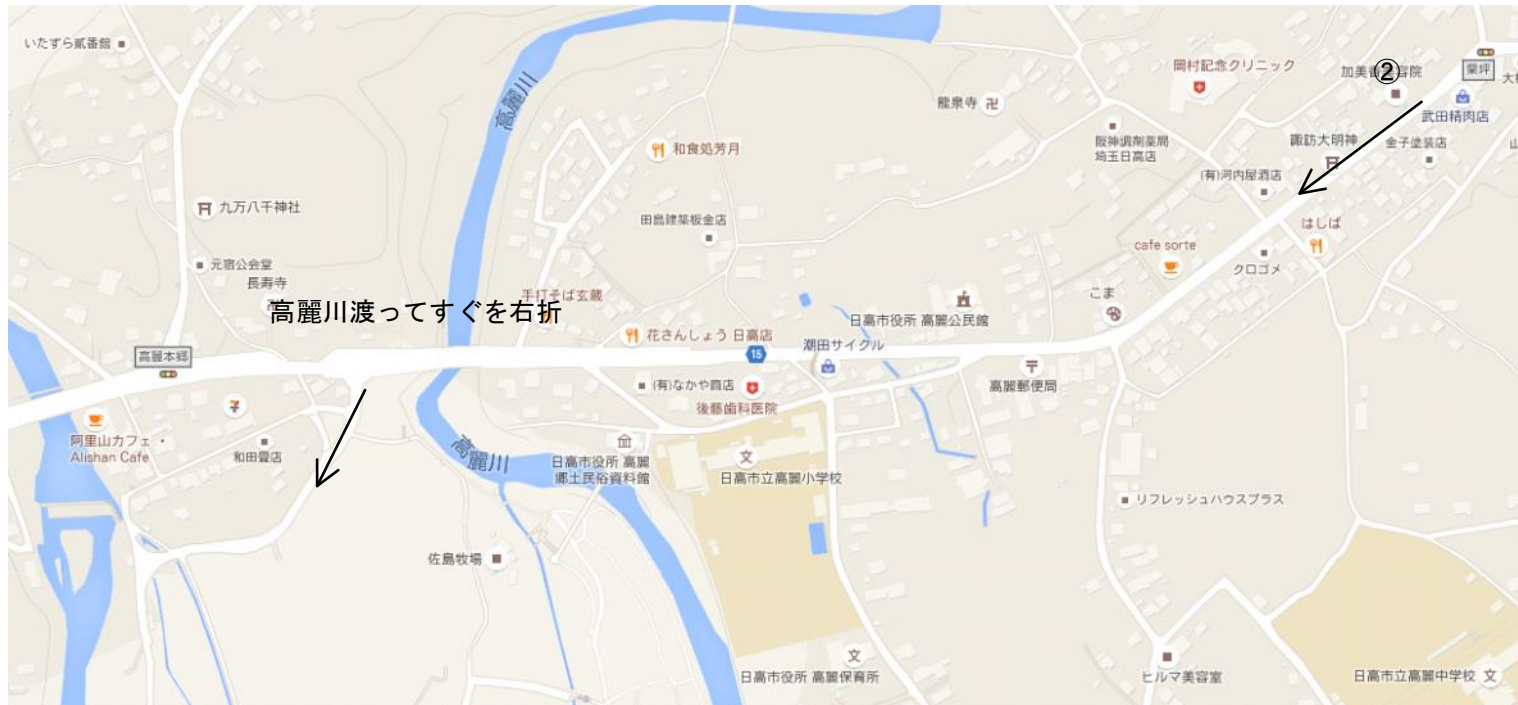 いたずら貳番館
岡村記念クリニック
加美
②
容院
栗坪
武田精肉店
龍泉寺
阪神調剤薬局
埼玉日高店
諏訪大明神
金子塗装店
(有)河内屋酒店
高麗川
和食処芳月
九万八千神社
田島建築板金店
はしば
cafe sorte
クロゴメ
元宿公会堂
長寿寺
こま
手打そば玄蔵
高麗川渡ってすぐを右折
日高市役所 高麗公民館
花さんしょう 日高店
潮田サイクル
高麗本郷
15
(有)なかや商店
後藤歯科医院
高麗郵便局
阿里山カフェ・
Alishan Cafe
和田畳店
高麗川
日高市役所 高麗
郷土民俗資料館
日高市立高麗小学校
リフレッシュハウスプラス
佐島牧場
日高市役所 高麗保育所
ヒルマ美容室
日高市立高麗中学校